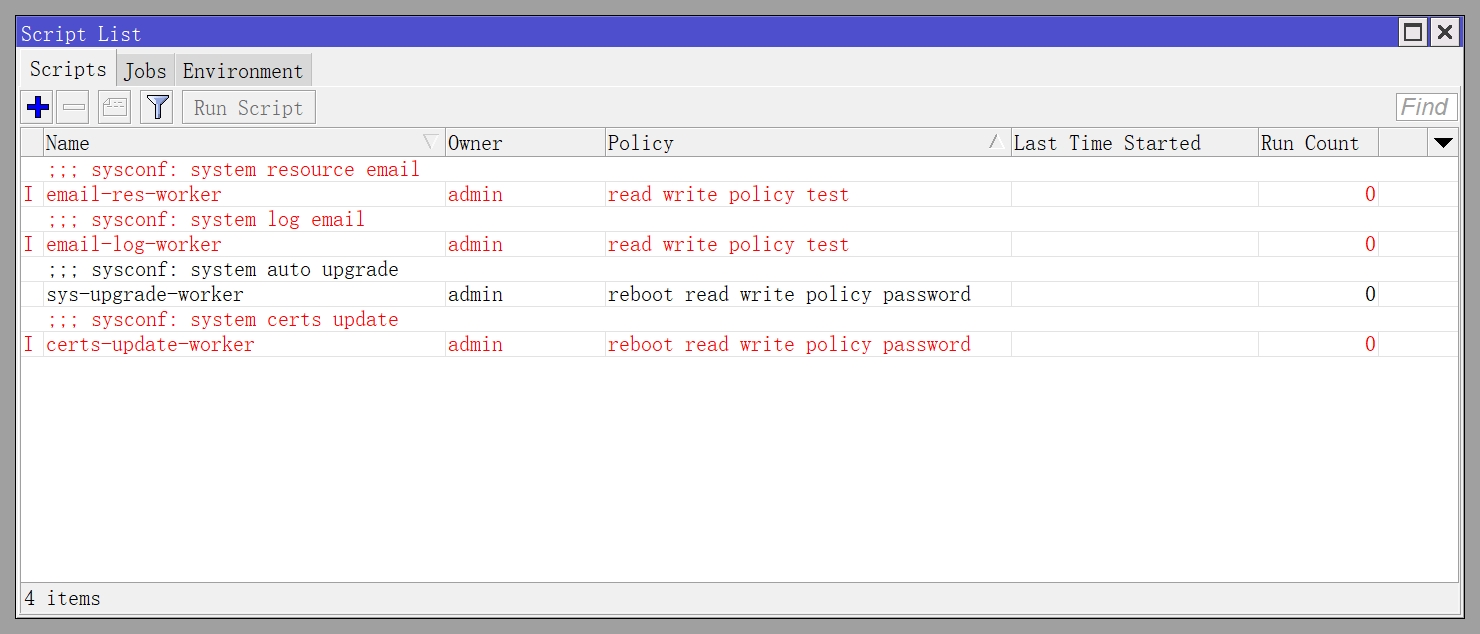 Script List
Scripts Jobs Environment
Run Script Find
Name Owner Policy Last Time Started Run Count
;;; sysconf: system resource email
I email-res-worker admin read write policy test 0
;;; sysconf: system log email
I email-log-worker admin read write policy test 0
;;; sysconf: system auto upgrade
sys-upgrade-worker admin reboot read write policy password 0
;;; sysconf: system certs update
I certs-update-worker admin reboot read write policy password 0
4 items